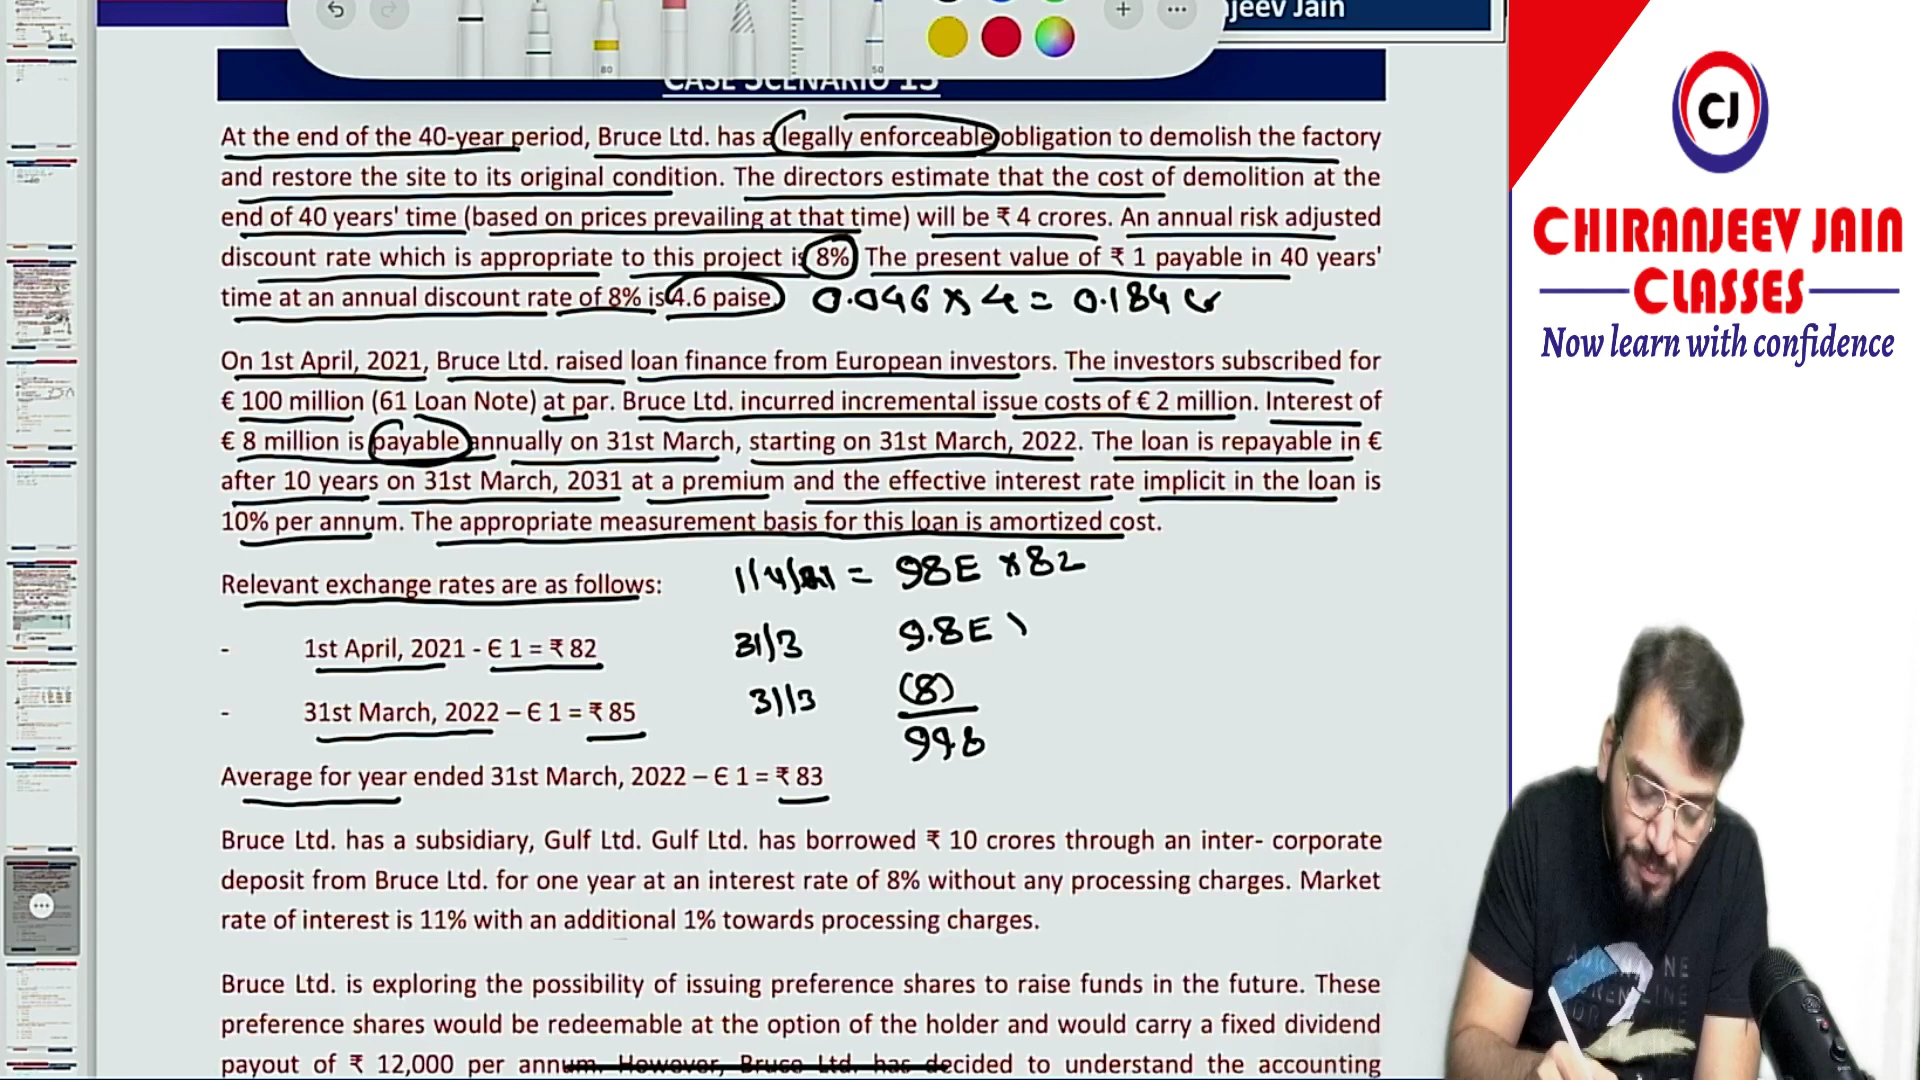 jeev Jain
80
50
CASE SCENARIO 13
At the end of the 40-year period, Bruce Ltd. has a legally enforceable obligation to demolish the factory
and restore the site to its original condition. The directors estimate that the cost of demolition at the
end of 40 years' time (based on prices prevailing at that time) will be ₹ 4 crores. An annual risk adjusted
discount rate which is appropriate to this project is 8% The present value of ₹ 1 payable in 40 years'
time at an annual discount rate of 8% is 4.6 paise. 0.046 × 4 = 0.184 Cr
On 1st April, 2021, Bruce Ltd. raised loan finance from European investors. The investors subscribed for
€ 100 million (61 Loan Note) at par. Bruce Ltd. incurred incremental issue costs of € 2 million. Interest of
€ 8 million is payable annually on 31st March, starting on 31st March, 2022. The loan is repayable in €
after 10 years on 31st March, 2031 at a premium and the effective interest rate implicit in the loan is
10% per annum. The appropriate measurement basis for this loan is amortized cost.
Relevant exchange rates are as follows:
1/4/21 = 98E × 82
- 1st April, 2021 - € 1 = ₹ 82
31/3 9.8E
- 31st March, 2022 – € 1 = ₹ 85
31/3 (8)
998
Average for year ended 31st March, 2022 – € 1 = ₹ 83
Bruce Ltd. has a subsidiary, Gulf Ltd. Gulf Ltd. has borrowed ₹ 10 crores through an inter- corporate
deposit from Bruce Ltd. for one year at an interest rate of 8% without any processing charges. Market
rate of interest is 11% with an additional 1% towards processing charges.
Bruce Ltd. is exploring the possibility of issuing preference shares to raise funds in the future. These
preference shares would be redeemable at the option of the holder and would carry a fixed dividend
payout of ₹ 12,000 per annum. However, Bruce Ltd. has decided to understand the accounting
CJ
CHIRANJEEV JAIN
CLASSES
Now learn with confidence